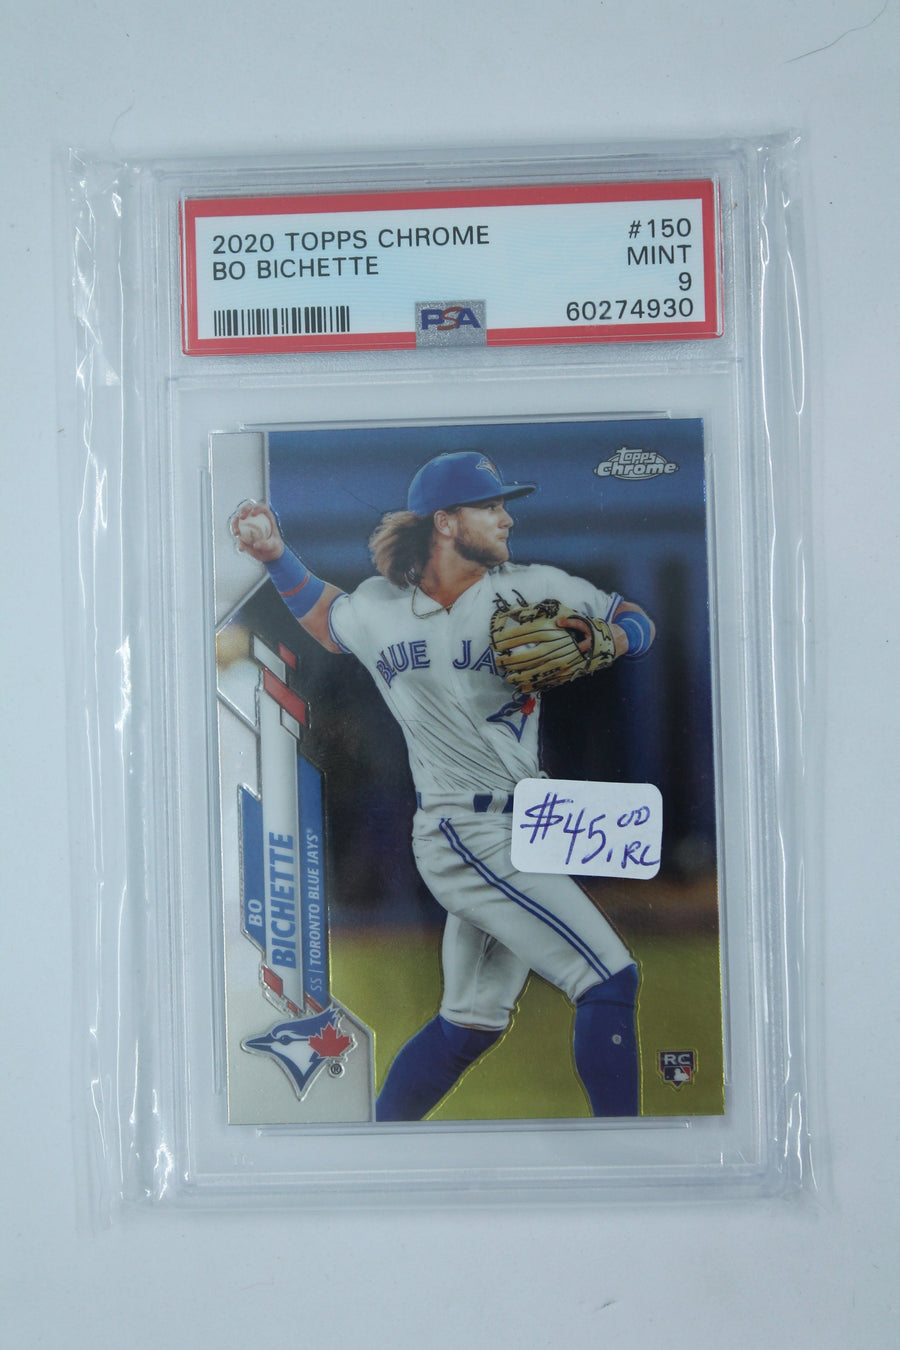 2020 TOPPS CHROME #150
BO BICHETTE MINT
9
PSA 60274930
Topps
Chrome
BLUE JA
$45.00
RC
BO
BICHETTE
SS | TORONTO BLUE JAYS®
®
RC